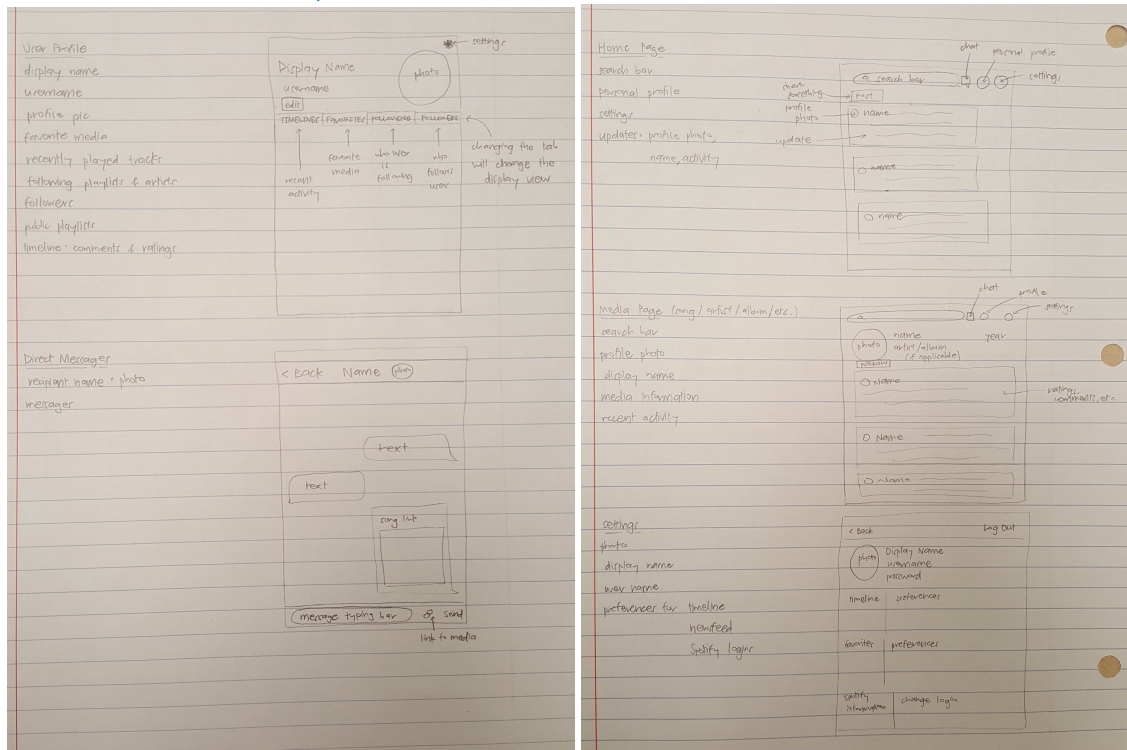 User Profile
display name
username
profile pic
favorite media
recently played tracks
following playlists & artists
followers
public playlists
timeline: comments & ratings
settings
Display Name
username
edit
photo
TIMELINES FAVORITES FOLLOWING FOLLOWERS
recent activity
favorite media
who user is following
who follows user
changing the tab
will change the
display view
Direct Messages
recipient name + photo
messages
< Back Name photo
text
text
song link
message typing bar send
link to media
Home Page
search bar
personal profile
settings
updates: profile photo,
name, activity
chat personal profile
settings
search bar
share something
post
profile photo
name
update
name
name
Media Page (song / artist / album / etc.)
search bar
profile photo
display name
media information
recent activity
chat
profile
settings
photo
name year
artist/album
(if applicable)
FOLLOW
Name
ratings,
comments, etc
Name
Name
settings
photo
display name
user name
preferences for timeline
newsfeed
Spotify login
< Back Log Out
photo
Display Name
username
password
timeline preferences
favorites preferences
spotify
information
change login